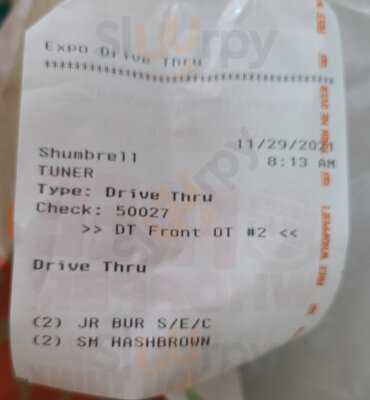 slurrpy
Expo Drive Thru
11/29/2021
Shumbrell 8:13 AM
TUNER
Type: Drive Thru
Check: 50027
>> DT Front OT #2 <<
Drive Thru
(2) JR BUR S/E/C
(2) SM HASHBROWN